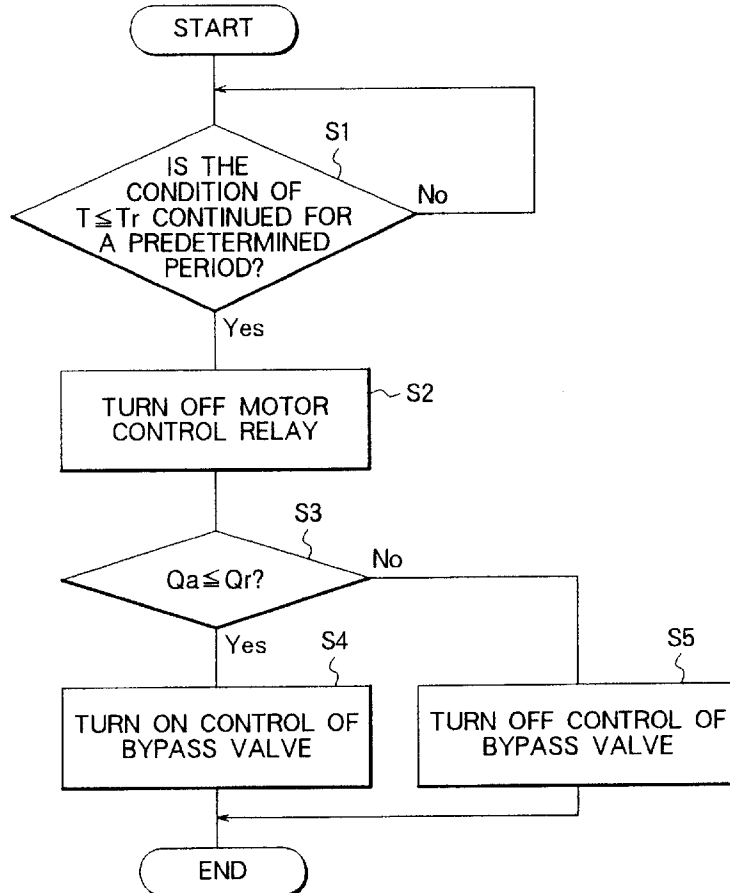 START
S1
IS THE
CONDITION OF
T≦Tr CONTINUED FOR
A PREDETERMINED
PERIOD?
No
Yes
S2
TURN OFF MOTOR
CONTROL RELAY
S3
Qa≦Qr?
No
Yes
S4
TURN ON CONTROL OF
BYPASS VALVE
S5
TURN OFF CONTROL OF
BYPASS VALVE
END